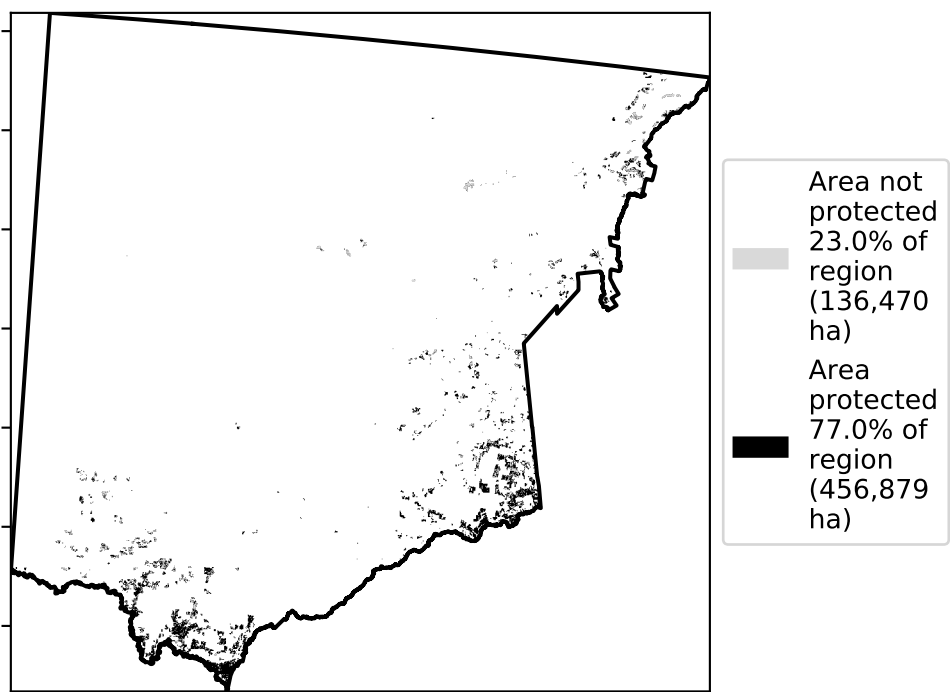 Area not
protected
23.0% of
region
(136,470
ha)
Area
protected
77.0% of
region
(456,879
ha)